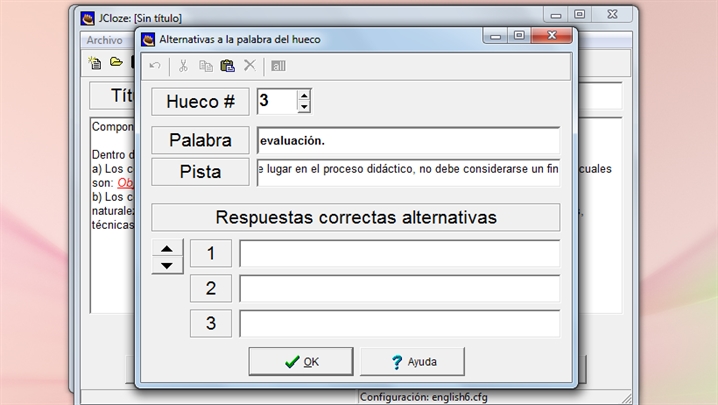 JCloze: [Sin título]
Archivo
Alternativas a la palabra del hueco
Hueco # 3
Palabra evaluación.
Pista e lugar en el proceso didáctico, no debe considerarse un fin
Respuestas correctas alternativas
1
2
3
OK Ayuda
Compon
Dentro d
a) Los c cuales
son: Ob
b) Los c
naturalez
técnicas
Configuración: english6.cfg